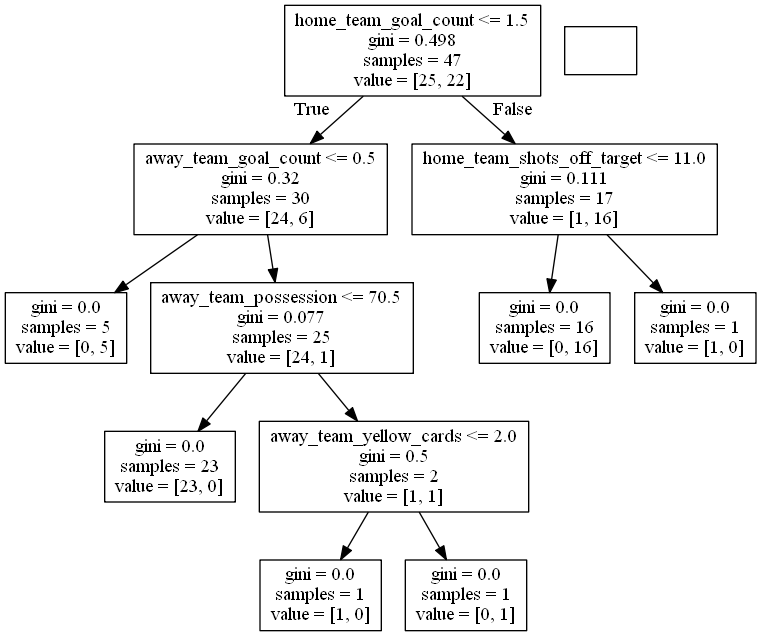 home_team_goal_count <= 1.5
gini = 0.498
samples = 47
value = [25, 22]
True
False
away_team_goal_count <= 0.5
gini = 0.32
samples = 30
value = [24, 6]
home_team_shots_off_target <= 11.0
gini = 0.111
samples = 17
value = [1, 16]
gini = 0.0
samples = 5
value = [0, 5]
away_team_possession <= 70.5
gini = 0.077
samples = 25
value = [24, 1]
gini = 0.0
samples = 16
value = [0, 16]
gini = 0.0
samples = 1
value = [1, 0]
gini = 0.0
samples = 23
value = [23, 0]
away_team_yellow_cards <= 2.0
gini = 0.5
samples = 2
value = [1, 1]
gini = 0.0
samples = 1
value = [1, 0]
gini = 0.0
samples = 1
value = [0, 1]